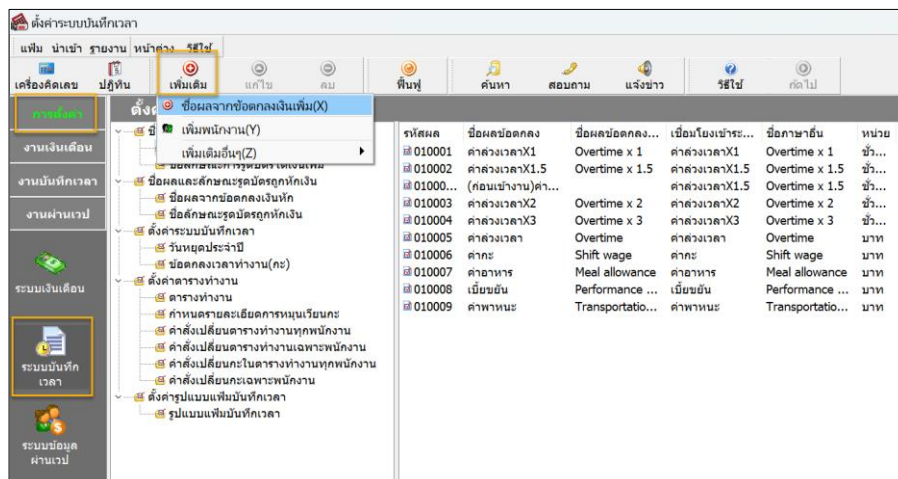 ตั้งค่าระบบบันทึกเวลา
แฟ้ม นำเข้า รายงาน หน้าต่าง วิธีใช้
เครื่องคิดเลข ปฏิทิน เพิ่มเติม แก้ไข ลบ ฟื้นฟู ค้นหา สอบถาม แจ้งข่าว วิธีใช้ ถัดไป
การตั้งค่า
งานเงินเดือน
งานบันทึกเวลา
งานผ่านเวป
ระบบเงินเดือน
ระบบบันทึก
เวลา
ระบบข้อมูล
ผ่านเวป
ชื่อผลจากข้อตกลงเงินเพิ่ม(X)
เพิ่มพนักงาน(Y)
เพิ่มเติมอื่นๆ(Z)
ชื่อลักษณะการรูดบัตรได้เงินเพิ่ม
ชื่อผลและลักษณะรูดบัตรถูกหักเงิน
ชื่อผลจากข้อตกลงเงินหัก
ชื่อลักษณะรูดบัตรถูกหักเงิน
ตั้งค่าระบบบันทึกเวลา
วันหยุดประจำปี
ข้อตกลงเวลาทำงาน(กะ)
ตั้งค่าตารางทำงาน
ตารางทำงาน
กำหนดรายละเอียดการหมุนเวียนกะ
คำสั่งเปลี่ยนตารางทำงานทุกพนักงาน
คำสั่งเปลี่ยนตารางทำงานเฉพาะพนักงาน
คำสั่งเปลี่ยนกะในตารางทำงานทุกพนักงาน
คำสั่งเปลี่ยนกะเฉพาะพนักงาน
ตั้งค่ารูปแบบแฟ้มบันทึกเวลา
รูปแบบแฟ้มบันทึกเวลา
รหัสผล ชื่อผลข้อตกลง ชื่อผลข้อตกลง... เชื่อมโยงเข้าระ... ชื่อภาษาอื่น หน่วย
010001 ค่าล่วงเวลาX1 Overtime x 1 ค่าล่วงเวลาX1 Overtime x 1 ชั่ว...
010002 ค่าล่วงเวลาX1.5 Overtime x 1.5 ค่าล่วงเวลาX1.5 Overtime x 1.5 ชั่ว...
01000... (ก่อนเข้างาน)ค่า... ค่าล่วงเวลาX1.5 Overtime x 1.5 ชั่ว...
010003 ค่าล่วงเวลาX2 Overtime x 2 ค่าล่วงเวลาX2 Overtime x 2 ชั่ว...
010004 ค่าล่วงเวลาX3 Overtime x 3 ค่าล่วงเวลาX3 Overtime x 3 ชั่ว...
010005 ค่าล่วงเวลา Overtime ค่าล่วงเวลา Overtime บาท
010006 ค่ากะ Shift wage ค่ากะ Shift wage บาท
010007 ค่าอาหาร Meal allowance ค่าอาหาร Meal allowance บาท
010008 เบี้ยขยัน Performance ... เบี้ยขยัน Performance ... บาท
010009 ค่าพาหนะ Transportatio... ค่าพาหนะ Transportatio... บาท